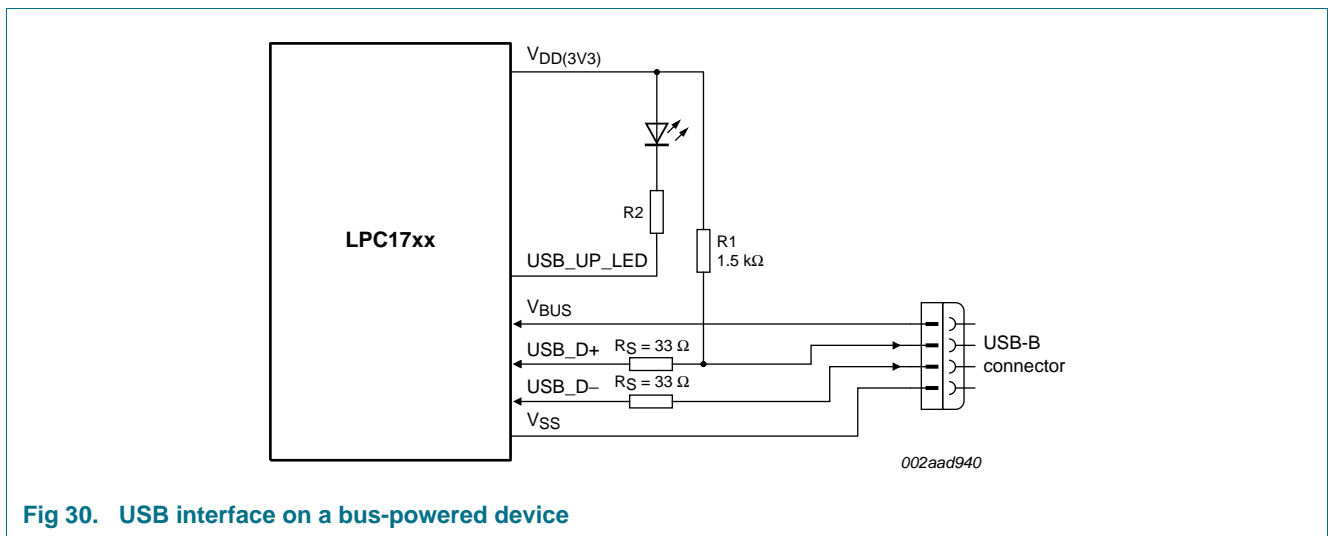 VDD(3V3)
R2
LPC17xx
R1
1.5 kΩ
USB_UP_LED
VBUS
USB_D+
RS = 33 Ω
USB-B
connector
USB_D−
RS = 33 Ω
VSS
002aad940
Fig 30. USB interface on a bus-powered device